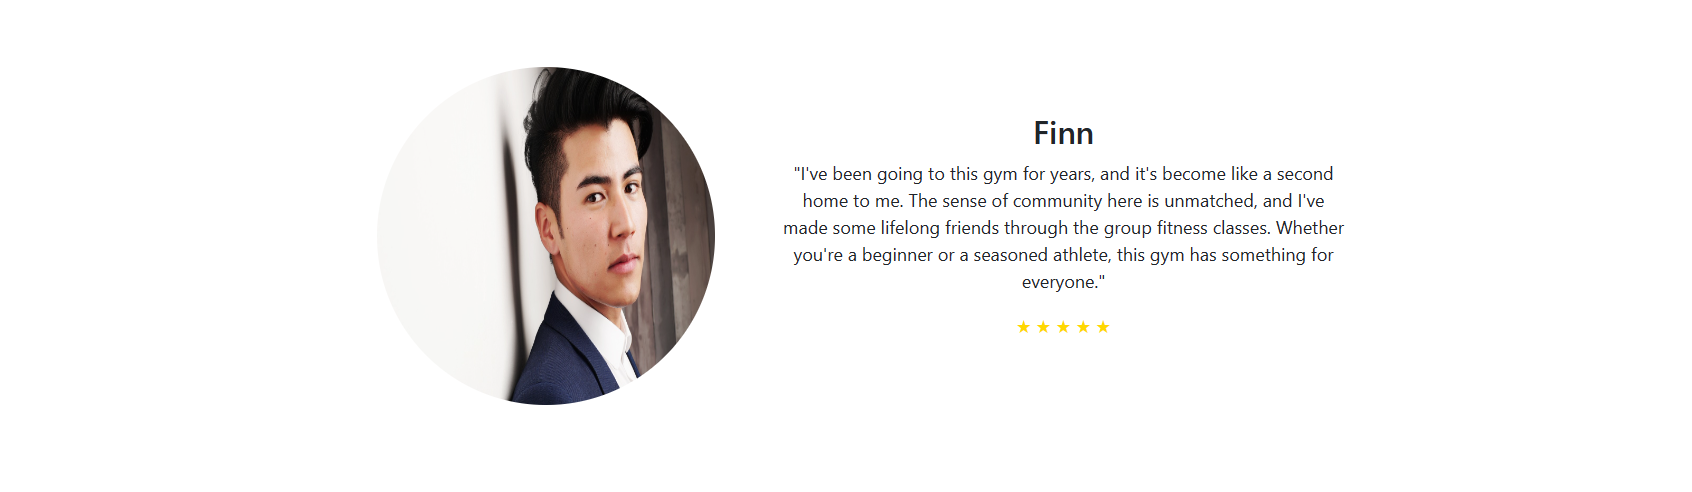 Finn
"I've been going to this gym for years, and it's become like a second
home to me. The sense of community here is unmatched, and I've
made some lifelong friends through the group fitness classes. Whether
you're a beginner or a seasoned athlete, this gym has something for
everyone."
★ ★ ★ ★ ★